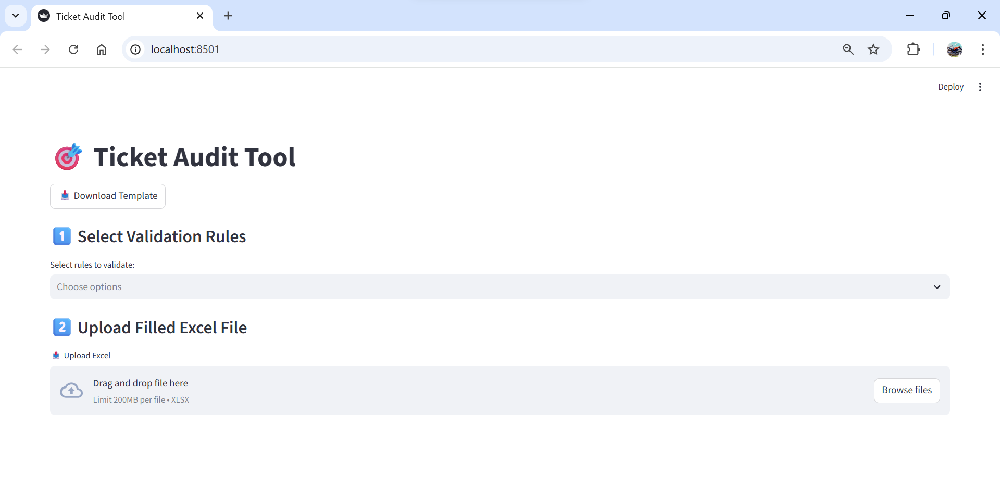 Ticket Audit Tool
localhost:8501
Deploy
Ticket Audit Tool
Download Template
1 Select Validation Rules
Select rules to validate:
Choose options
2 Upload Filled Excel File
Upload Excel
Drag and drop file here
Limit 200MB per file • XLSX
Browse files